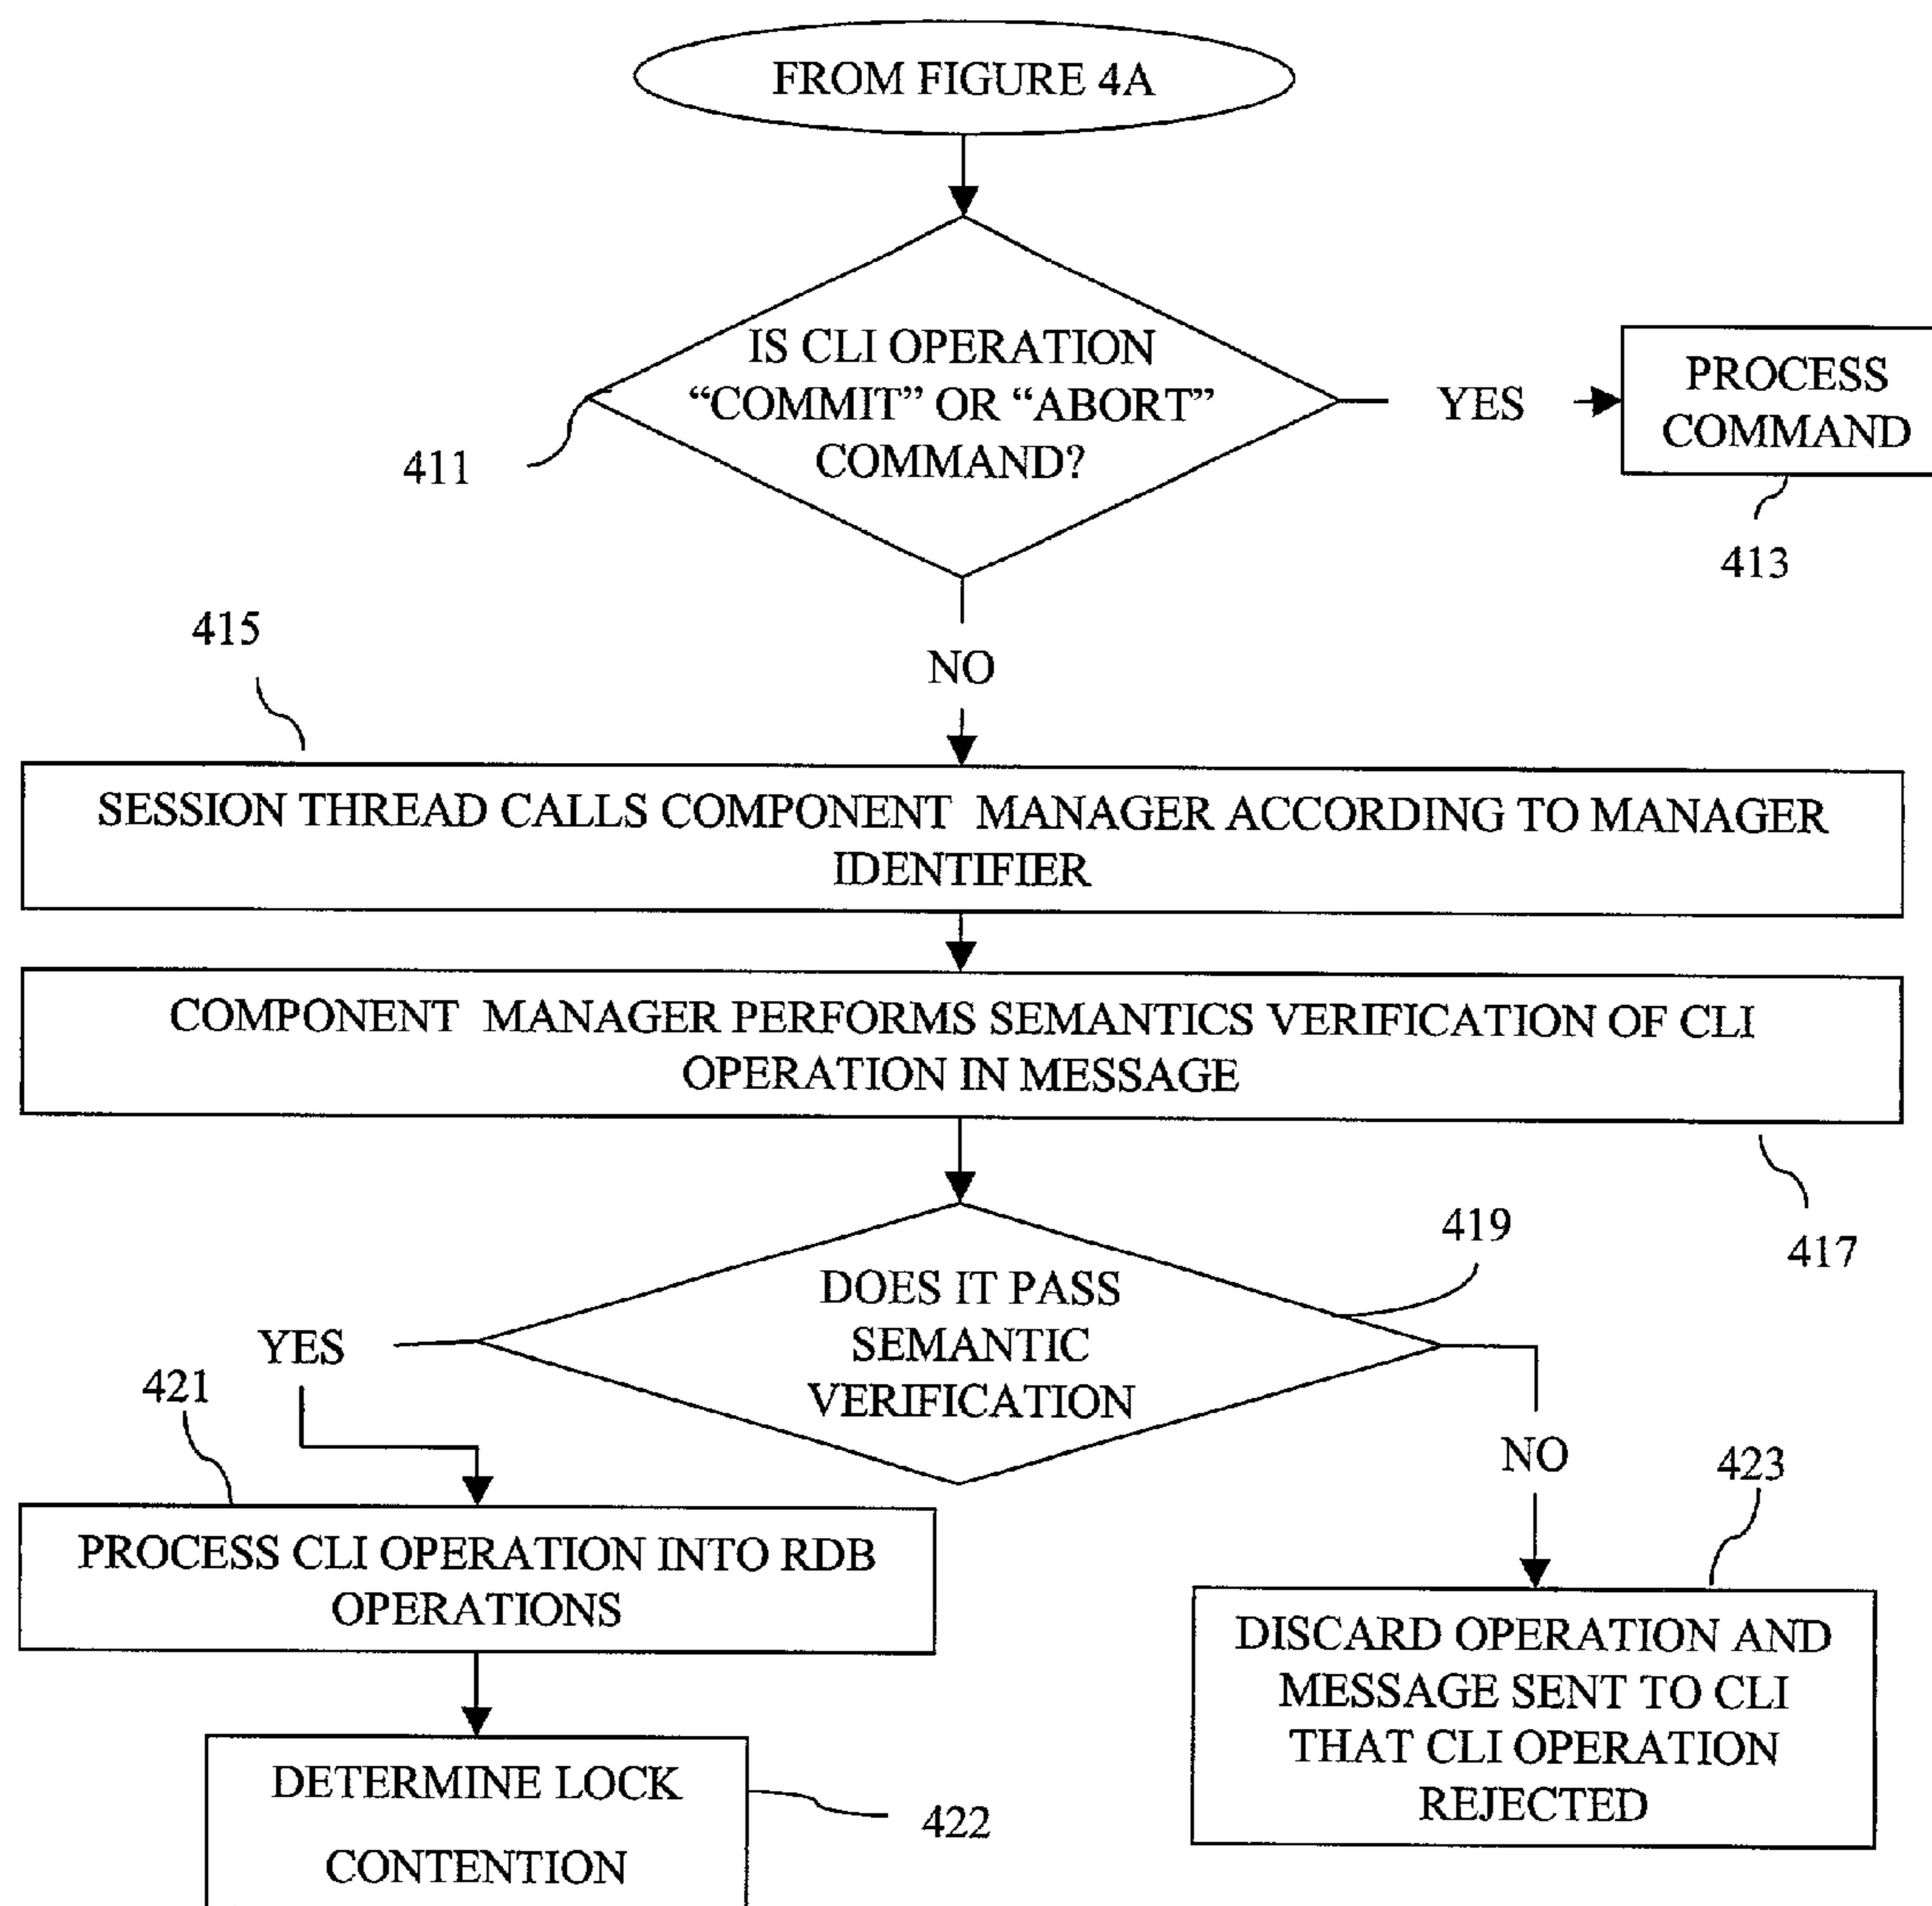 FROM FIGURE 4A
IS CLI OPERATION
“COMMIT” OR “ABORT”
COMMAND?
411
YES
PROCESS
COMMAND
413
NO
415
SESSION THREAD CALLS COMPONENT MANAGER ACCORDING TO MANAGER
IDENTIFIER
COMPONENT MANAGER PERFORMS SEMANTICS VERIFICATION OF CLI
OPERATION IN MESSAGE
417
419
DOES IT PASS
SEMANTIC
VERIFICATION
YES
421
NO
423
PROCESS CLI OPERATION INTO RDB
OPERATIONS
DISCARD OPERATION AND
MESSAGE SENT TO CLI
THAT CLI OPERATION
REJECTED
DETERMINE LOCK
CONTENTION
422